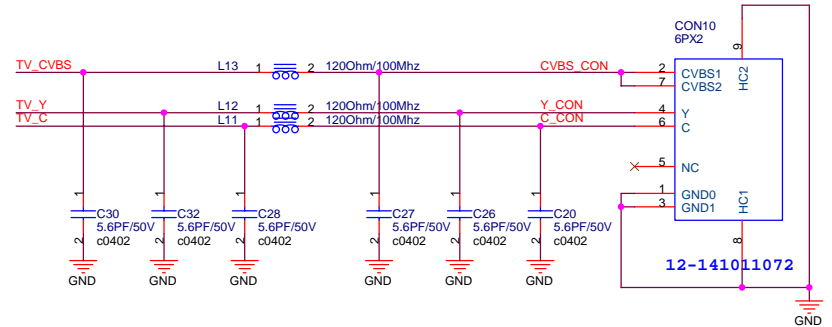 CON10
6PX2
9
HC2
TV_CVBS
L13
1
2
120Ohm/100Mhz
CVBS_CON
2
CVBS1
7
CVBS2
TV_Y
L12
1
2
120Ohm/100Mhz
Y_CON
4
Y
TV_C
L11
1
2
120Ohm/100Mhz
C_CON
6
C
5
NC
1
GND0
3
GND1
HC1
8
1
C30
5.6PF/50V
c0402
2
GND
1
C32
5.6PF/50V
c0402
2
GND
1
C28
5.6PF/50V
c0402
2
GND
1
C27
5.6PF/50V
c0402
2
GND
1
C26
5.6PF/50V
c0402
2
GND
1
C20
5.6PF/50V
c0402
2
GND
12-141011072
GND